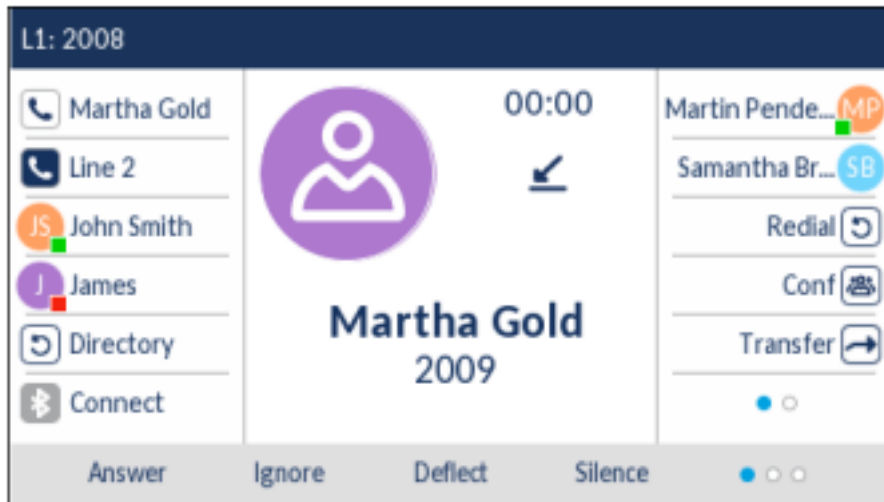 L1: 2008
Martha Gold
Line 2
JS John Smith
J James
Directory
Connect
00:00
Martha Gold
2009
Martin Pende... MP
Samantha Br... SB
Redial
Conf
Transfer
Answer Ignore Deflect Silence